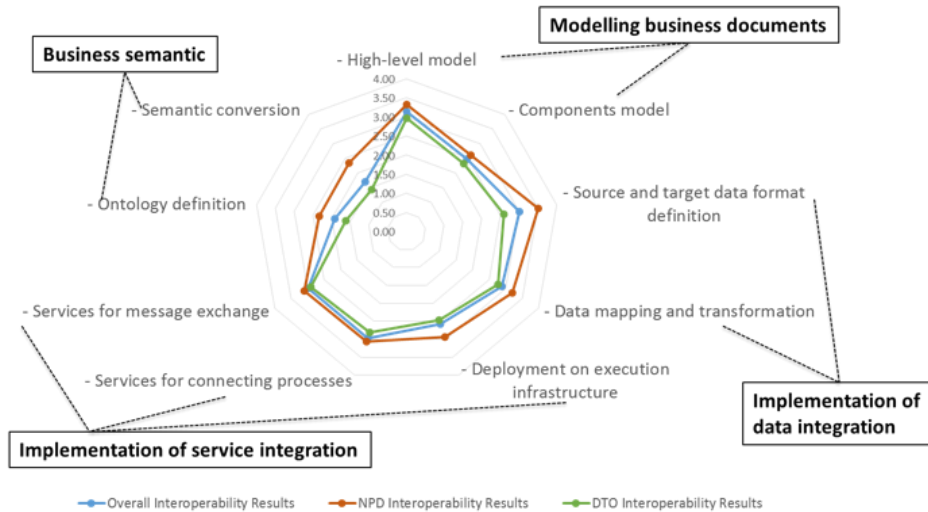 Modelling business documents
Business semantic
- High-level model
- Semantic conversion
- Components model
4.00
3.50
3.00
2.50
2.00
1.50
1.00
0.50
0.00
- Ontology definition
- Source and target data format
definition
- Services for message exchange
- Data mapping and transformation
- Services for connecting processes
- Deployment on execution
infrastructure
Implementation of
data integration
Implementation of service integration
Overall Interoperability Results
NPD Interoperability Results
DTO Interoperability Results